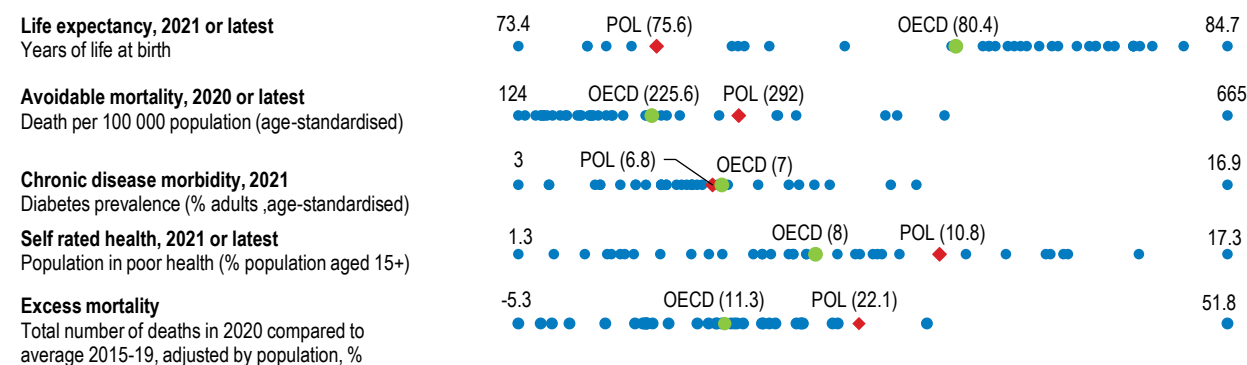 Life expectancy, 2021 or latest
Years of life at birth
73.4 POL (75.6) OECD (80.4) 84.7
Avoidable mortality, 2020 or latest
Death per 100 000 population (age-standardised)
124 OECD (225.6) POL (292) 665
Chronic disease morbidity, 2021
Diabetes prevalence (% adults ,age-standardised)
3 POL (6.8) OECD (7) 16.9
Self rated health, 2021 or latest
Population in poor health (% population aged 15+)
1.3 OECD (8) POL (10.8) 17.3
Excess mortality
Total number of deaths in 2020 compared to
average 2015-19, adjusted by population, %
-5.3 OECD (11.3) POL (22.1) 51.8